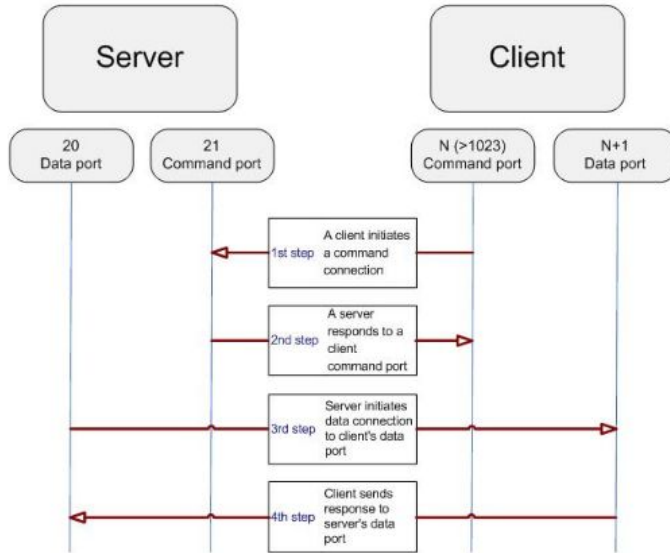 Server
Client
20
Data port
21
Command port
N (>1023)
Command port
N+1
Data port
1st step
A client initiates
a command
connection
2nd step
A server
responds to a
client
command port
3rd step
Server initiates
data connection
to client's data
port
4th step
Client sends
response to
server's data
port